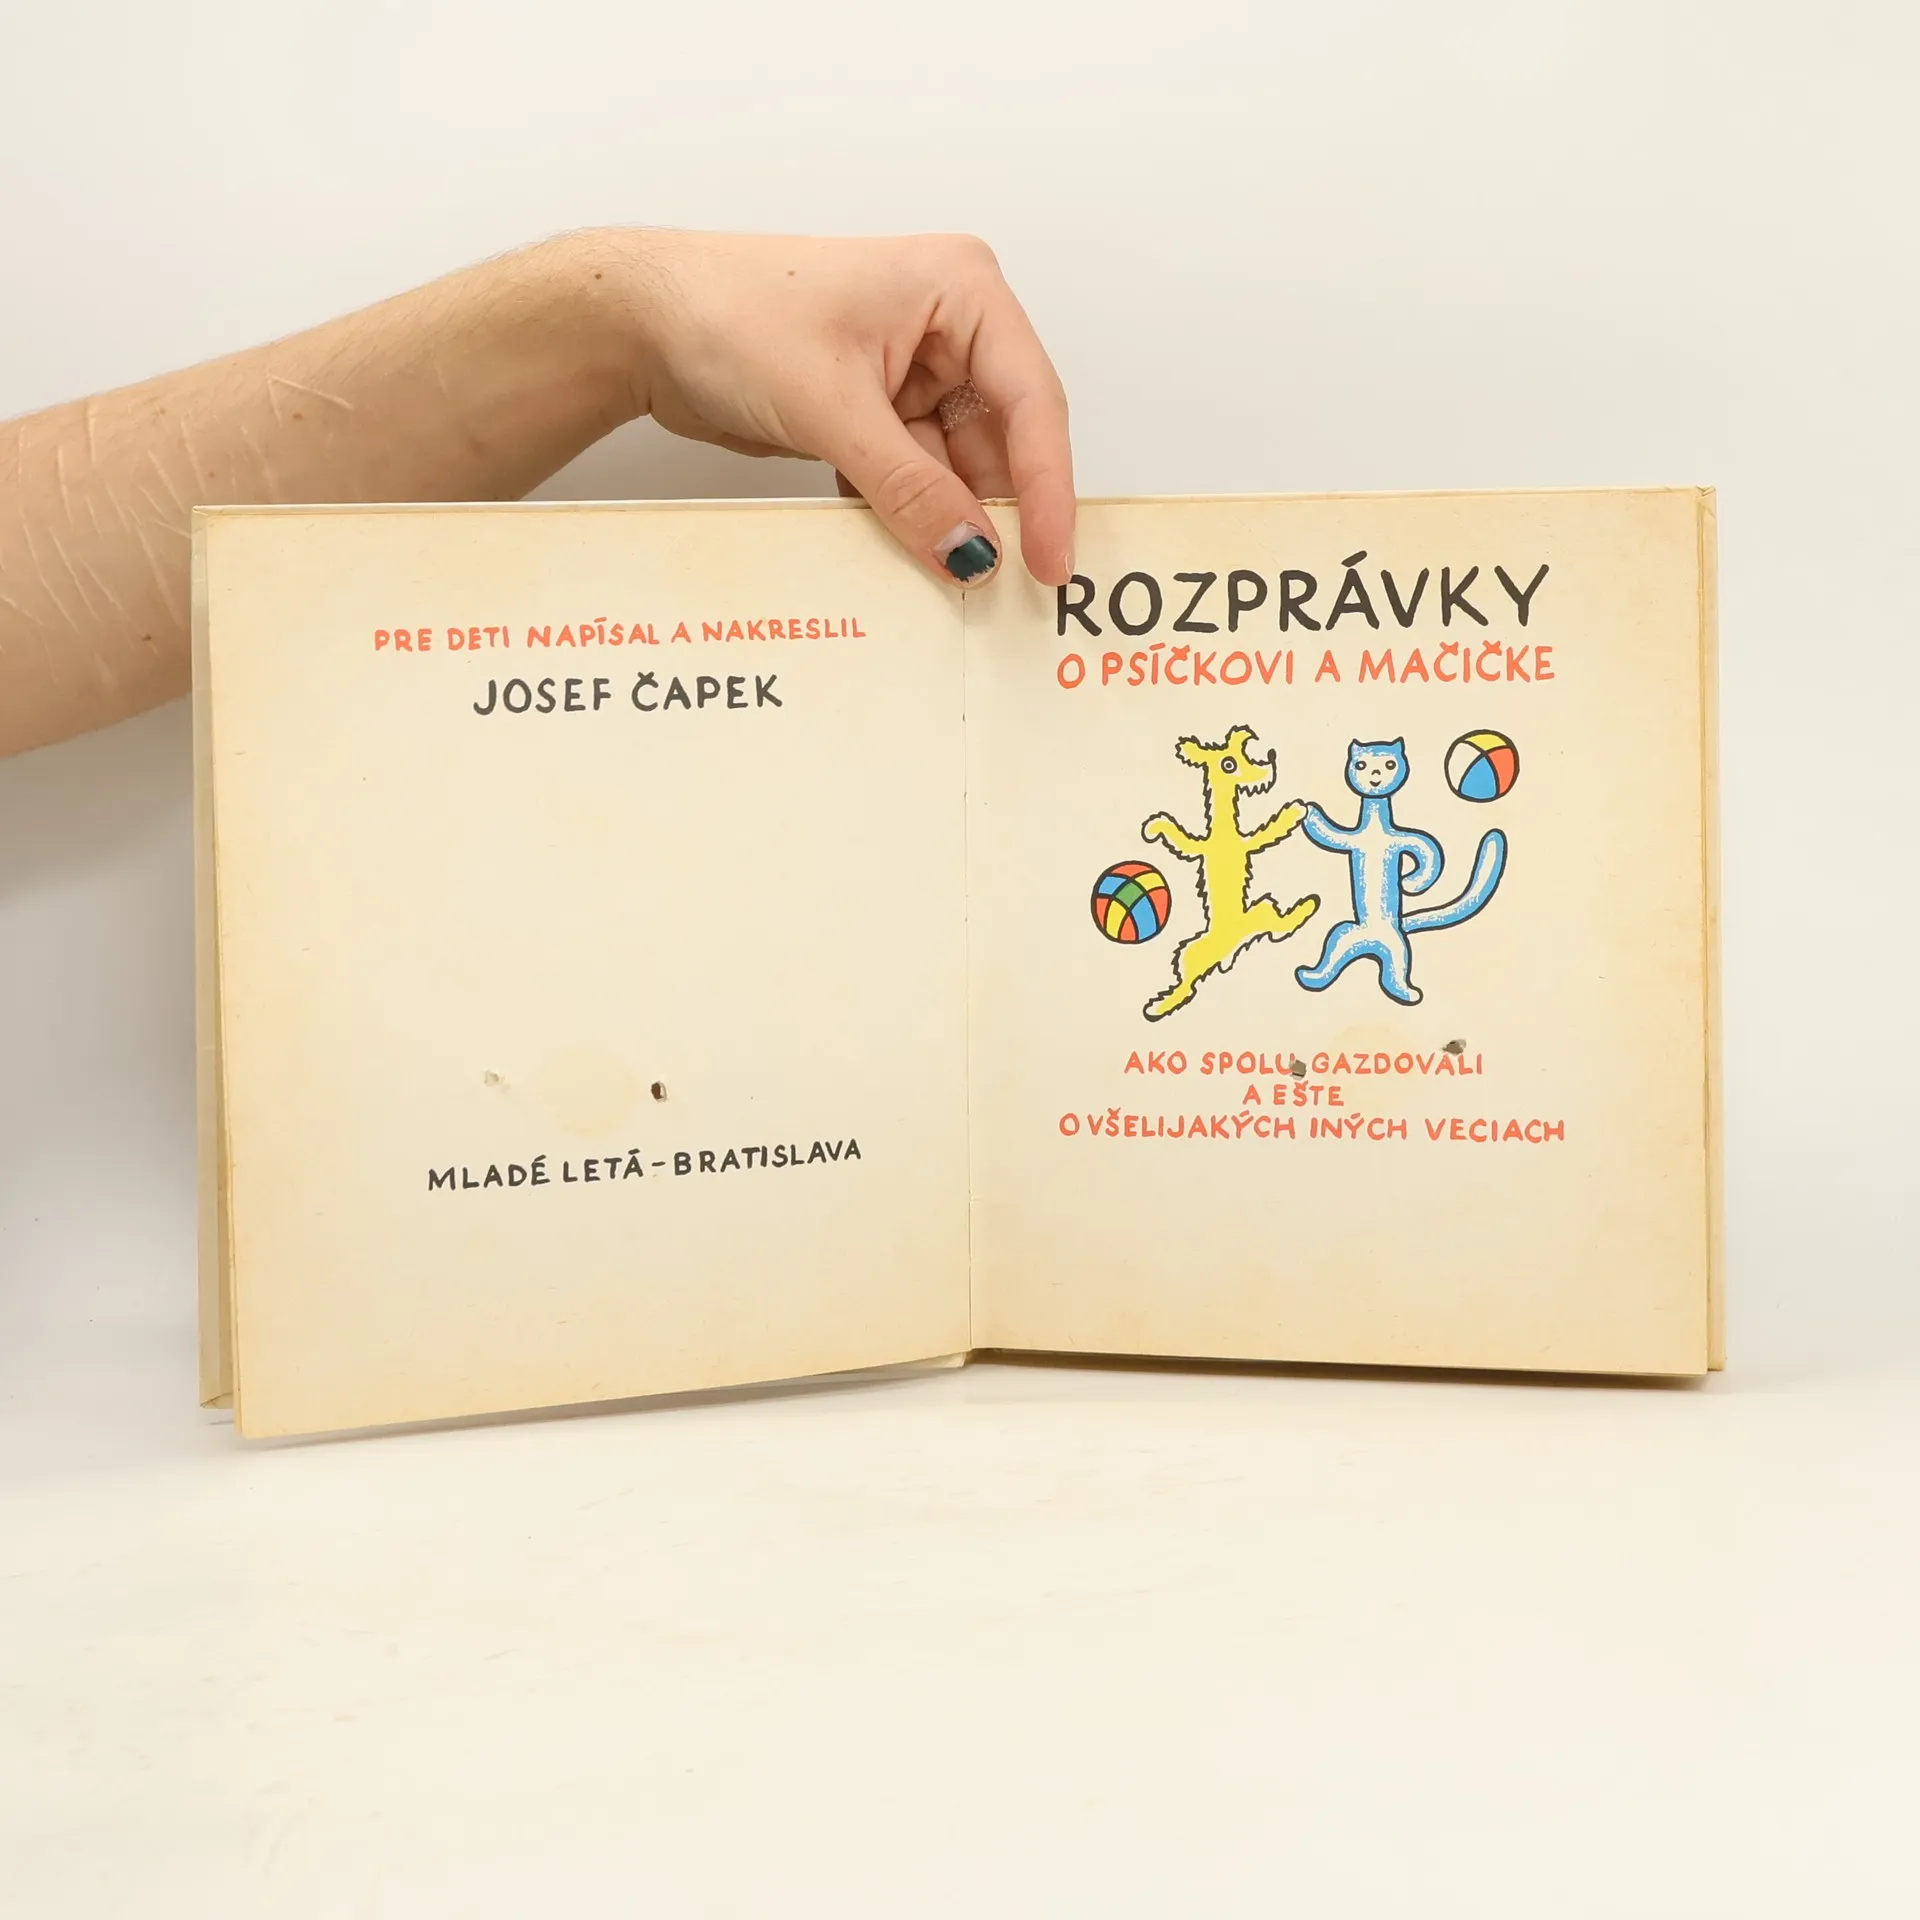 PRE DETI NAPÍSAL A NAKRESLIL
JOSEF ČAPEK
MLADÉ LETÁ – BRATISLAVA
ROZPRÁVKY
O PSÍČKOVI A MAČIČKE
AKO SPOLU GAZDOVALI
A EŠTE
O VŠELIJAKÝCH INÝCH VECIACH